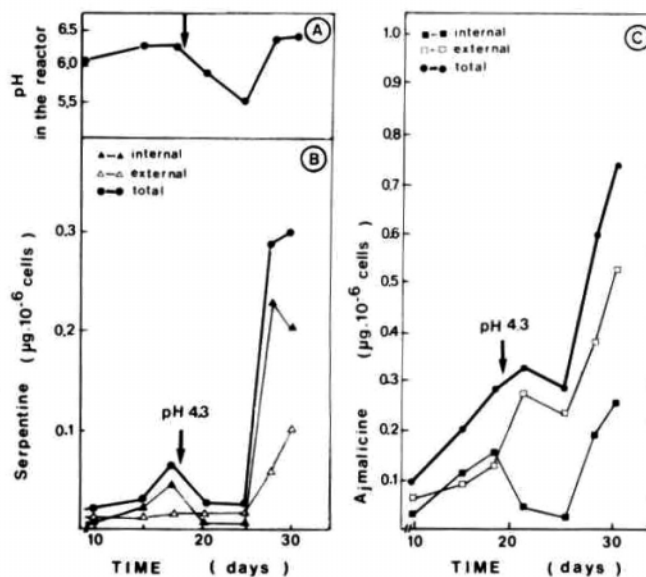 A
6.5
6,0
5,5
pH
in the reactor
B
internal
external
total
0.3
0,2
0.1
pH 4.3
Serpentine (µg.10⁻⁶ cells)
10 20 30
TIME (days)
C
internal
external
total
1.0
0.9
0.8
0.7
0.6
0.5
0.4
0.3
0.2
0.1
pH 4.3
Ajmalicine (µg.10⁻⁶ cells)
10 20 30
TIME (days)